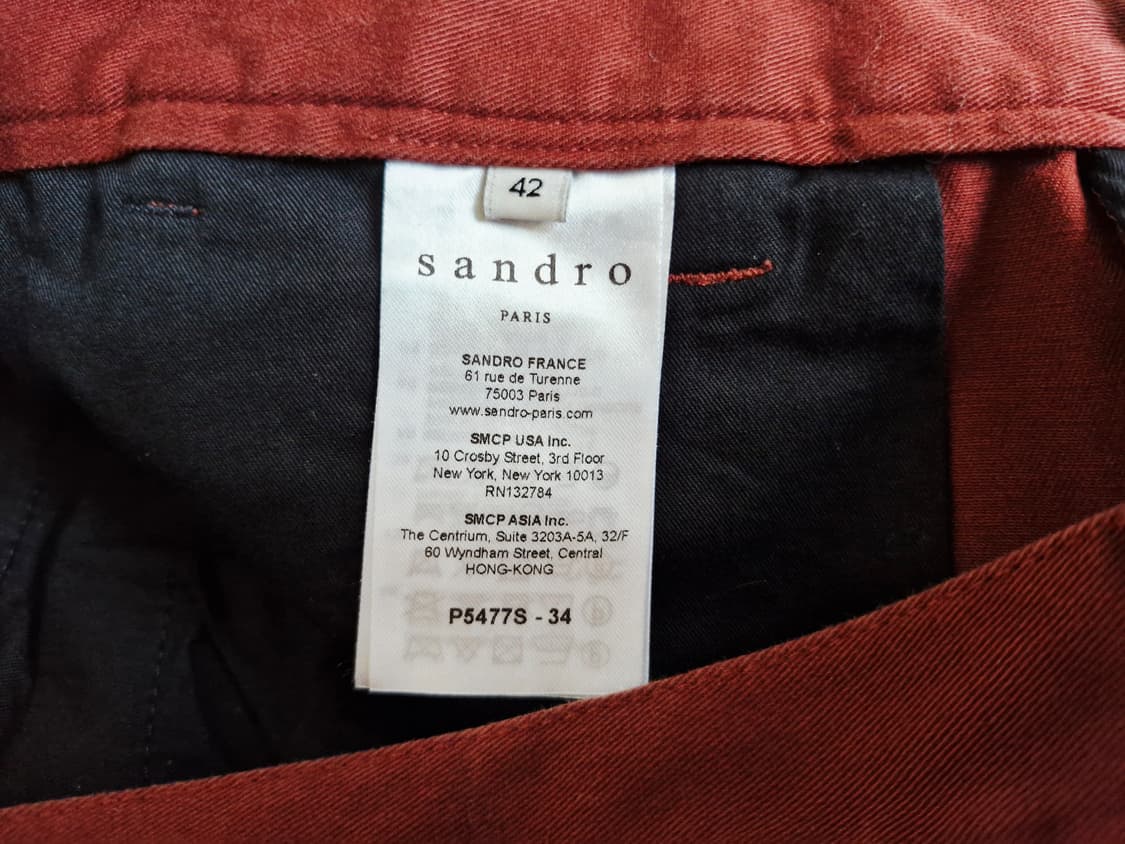 42
sandro
PARIS
SANDRO FRANCE
61 rue de Turenne
75003 Paris
www.sandro-paris.com
SMCP USA Inc.
10 Crosby Street, 3rd Floor
New York, New York 10013
RN132784
SMCP ASIA Inc.
The Centrium, Suite 3203A-5A, 32/F
60 Wyndham Street, Central
HONG-KONG
P5477S - 34